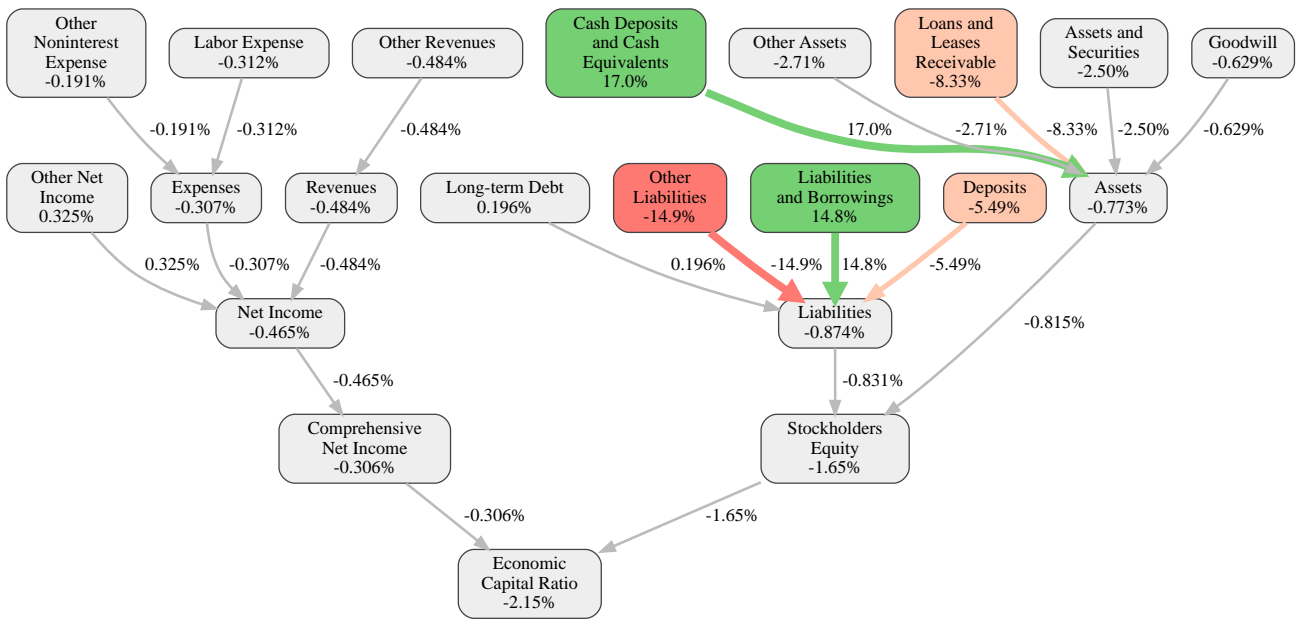 Other
Noninterest
Expense
-0.191%
Labor Expense
-0.312%
Other Revenues
-0.484%
Cash Deposits
and Cash
Equivalents
17.0%
Other Assets
-2.71%
Loans and
Leases
Receivable
-8.33%
Assets and
Securities
-2.50%
Goodwill
-0.629%
-0.191%
-0.312%
-0.484%
17.0%
-2.71%
-8.33%
-2.50%
-0.629%
Other Net
Income
0.325%
Expenses
-0.307%
Revenues
-0.484%
Long-term Debt
0.196%
Other
Liabilities
-14.9%
Liabilities
and Borrowings
14.8%
Deposits
-5.49%
Assets
-0.773%
0.325%
-0.307%
-0.484%
0.196%
-14.9%
14.8%
-5.49%
Net Income
-0.465%
Liabilities
-0.874%
-0.815%
-0.465%
-0.831%
Comprehensive
Net Income
-0.306%
Stockholders
Equity
-1.65%
-0.306%
-1.65%
Economic
Capital Ratio
-2.15%